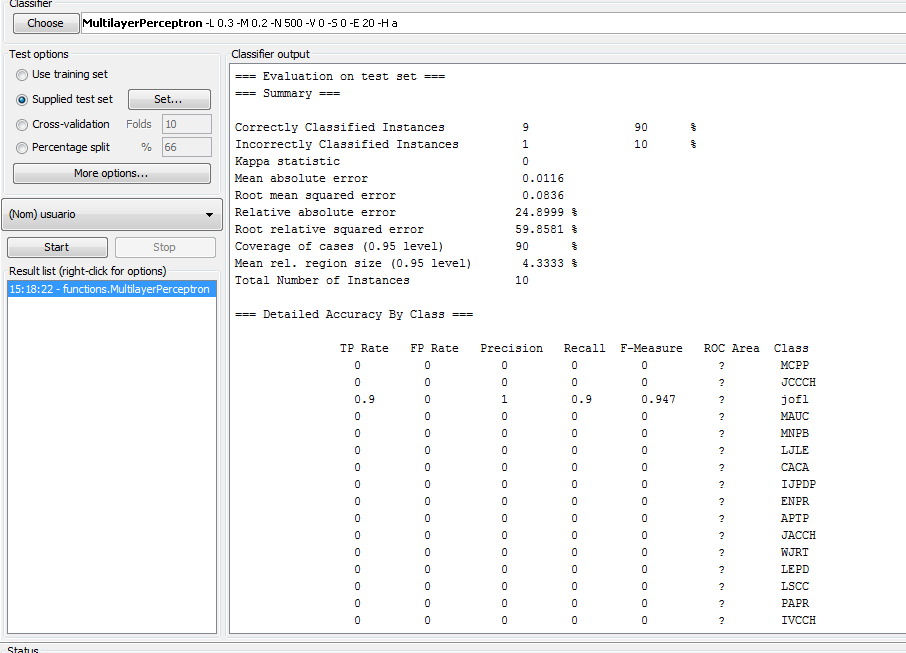 Classifier
Choose MultilayerPerceptron -L 0.3 -M 0.2 -N 500 -V 0 -S 0 -E 20 -H a
Test options
Use training set
Supplied test set Set...
Cross-validation Folds 10
Percentage split % 66
More options...
(Nom) usuario
Start Stop
Result list (right-click for options)
15:18:22 - functions.MultilayerPerceptron
Classifier output
=== Evaluation on test set ===
=== Summary ===
Correctly Classified Instances 9 90 %
Incorrectly Classified Instances 1 10 %
Kappa statistic 0
Mean absolute error 0.0116
Root mean squared error 0.0836
Relative absolute error 24.8999 %
Root relative squared error 59.8581 %
Coverage of cases (0.95 level) 90 %
Mean rel. region size (0.95 level) 4.3333 %
Total Number of Instances 10
=== Detailed Accuracy By Class ===
TP Rate FP Rate Precision Recall F-Measure ROC Area Class
0 0 0 0 0 ? MCPP
0 0 0 0 0 ? JCCCH
0.9 0 1 0.9 0.947 ? jofl
0 0 0 0 0 ? MAUC
0 0 0 0 0 ? MNPB
0 0 0 0 0 ? LJLE
0 0 0 0 0 ? CACA
0 0 0 0 0 ? IJPDP
0 0 0 0 0 ? ENPR
0 0 0 0 0 ? APTP
0 0 0 0 0 ? JACCH
0 0 0 0 0 ? WJRT
0 0 0 0 0 ? LEPD
0 0 0 0 0 ? LSCC
0 0 0 0 0 ? PAPR
0 0 0 0 0 ? IVCCH
Status